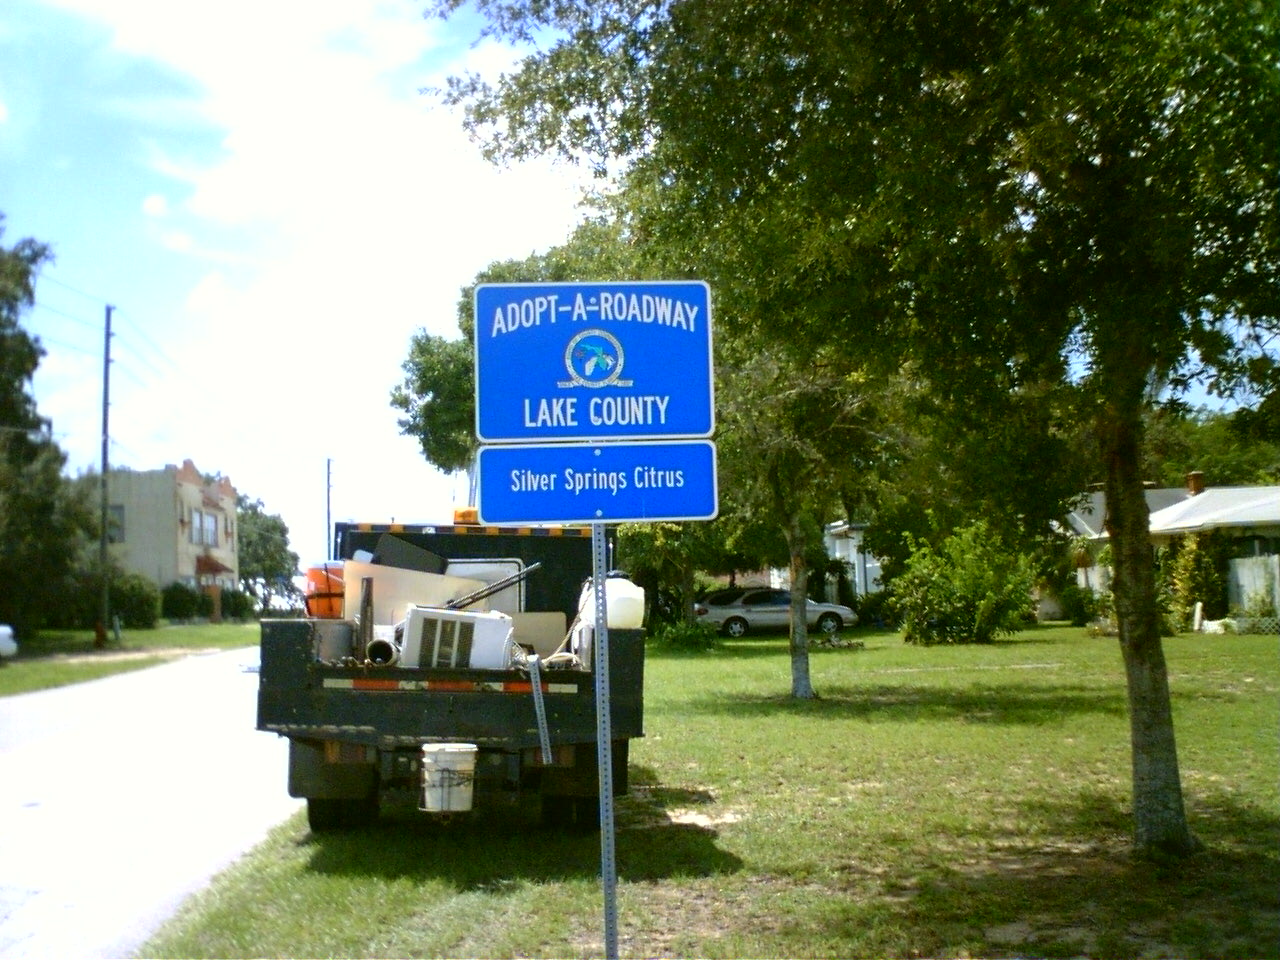 ADOPT-A-ROADWAY
LAKE COUNTY
Silver Springs Citrus